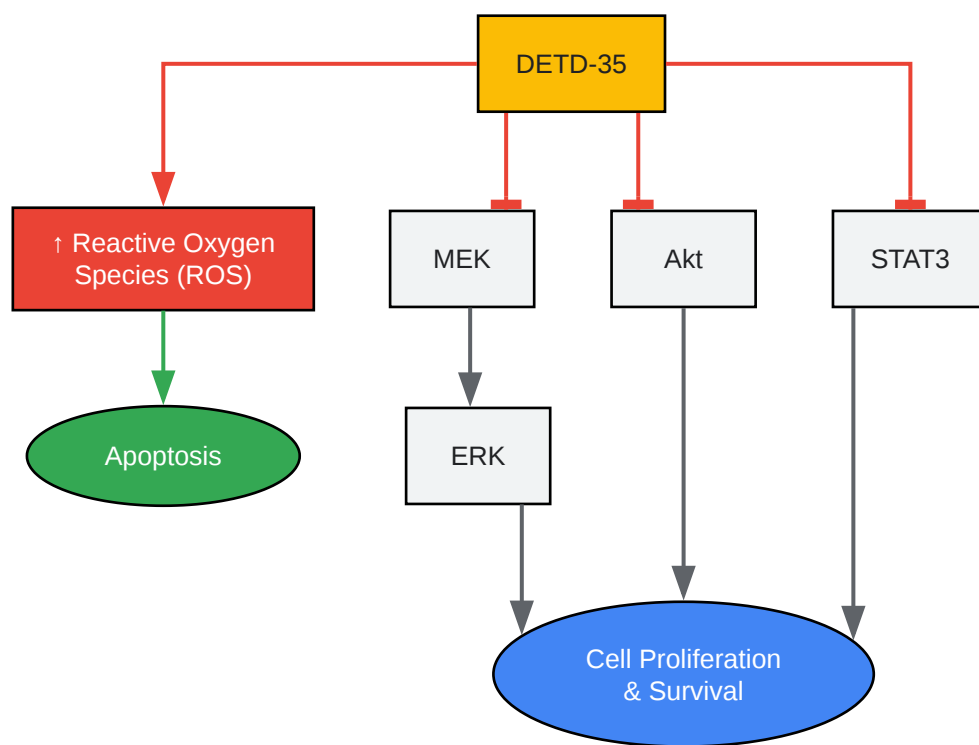 DETD-35
↑ Reactive Oxygen
Species (ROS)
MEK
Akt
STAT3
Apoptosis
ERK
Cell Proliferation
& Survival